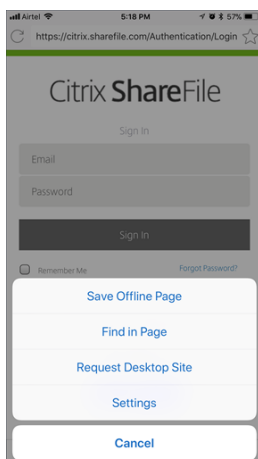 Airtel 5:18 PM 57%
https://citrix.sharefile.com/Authentication/Login
Citrix ShareFile
Sign In
Email
Password
Sign In
Remember Me Forgot Password?
Save Offline Page
Find in Page
Request Desktop Site
Settings
Cancel